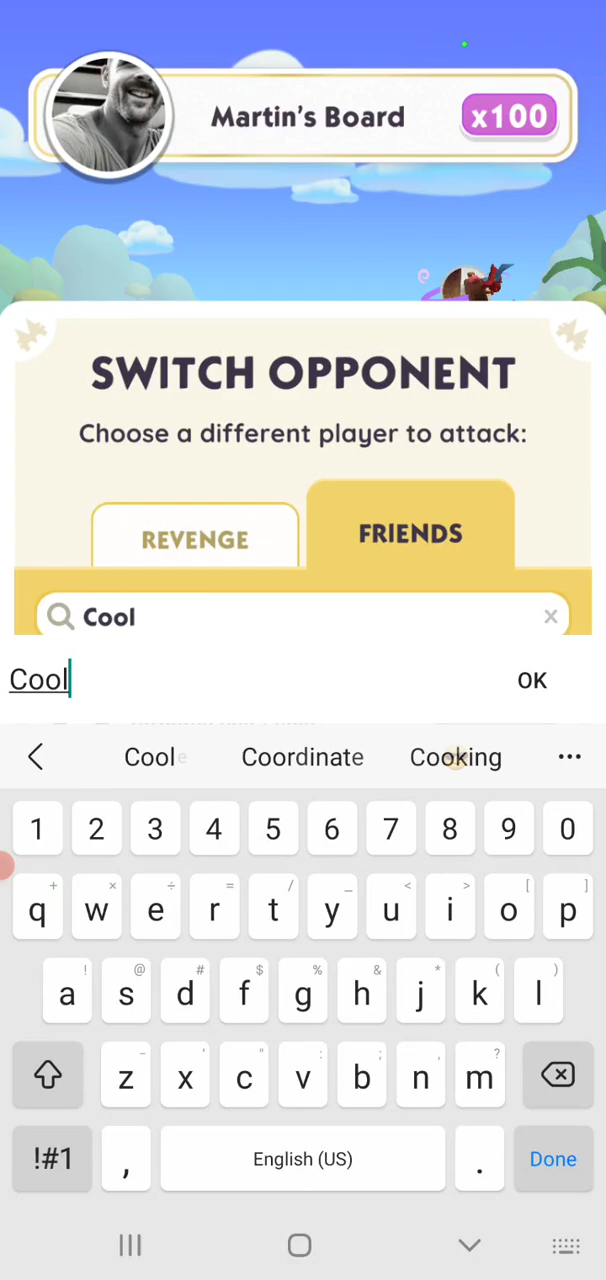 Martin's Board
x100
SWITCH OPPONENT
Choose a different player to attack:
REVENGE
FRIENDS
Cool
Cool
OK
Cool
Coordinate
Cooking
1 2 3 4 5 6 7 8 9 0
+ × ÷ = / _ < > [ ]
q w e r t y u i o p
! @ # $ % & * ( )
a s d f g h j k l
- ' " : ; , ?
z x c v b n m
!#1 , English (US) . Done